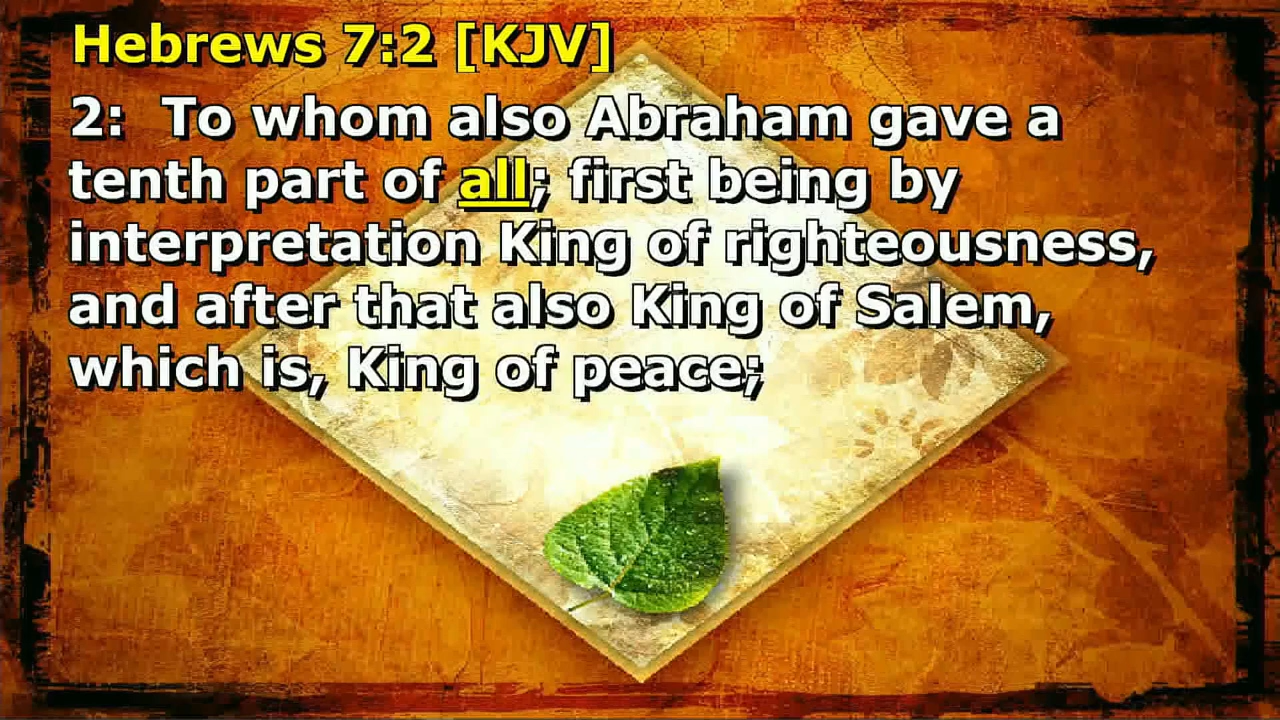 Hebrews 7:2 [KJV]
2: To whom also Abraham gave a
tenth part of all; first being by
interpretation King of righteousness,
and after that also King of Salem,
which is, King of peace;